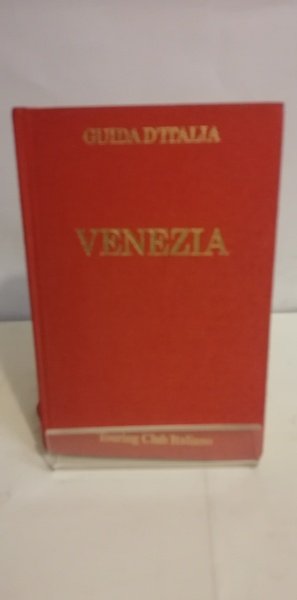 GUIDA D'ITALIA
VENEZIA
Touring Club Italiano